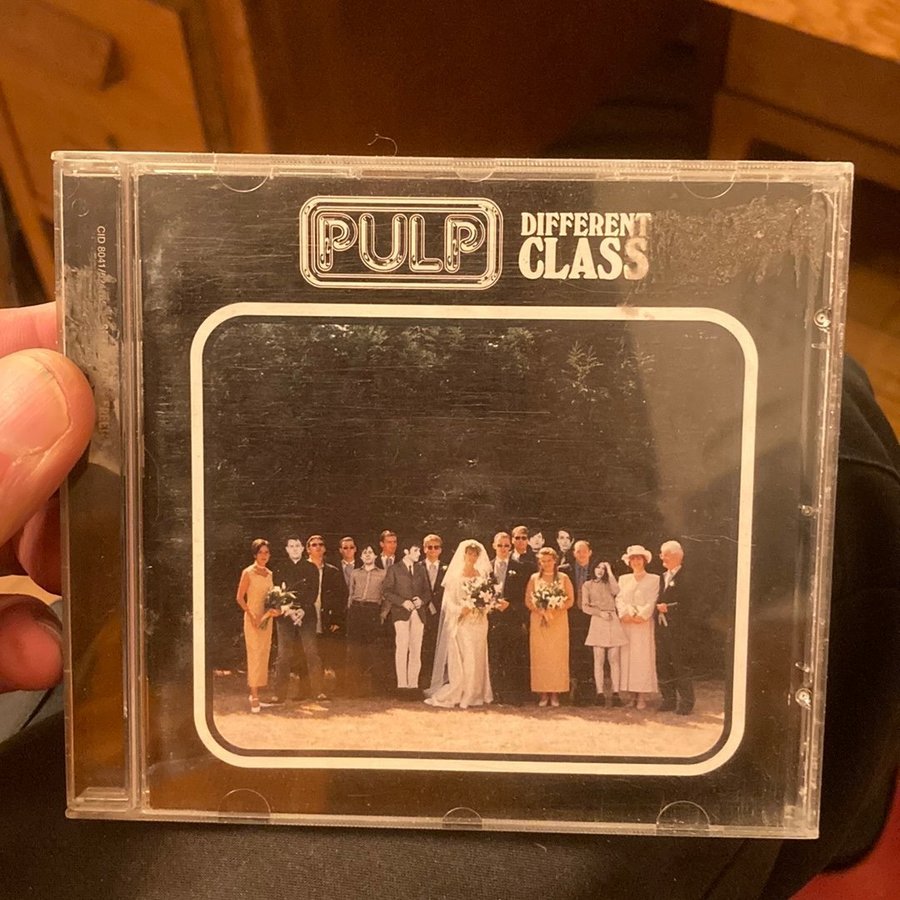 PULP
DIFFERENT
CLASS
CID 8041